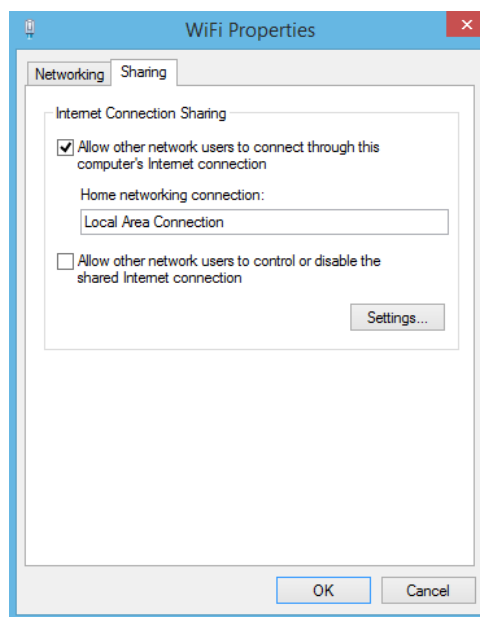 WiFi Properties
Networking
Sharing
Internet Connection Sharing
Allow other network users to connect through this
computer's Internet connection
Home networking connection:
Local Area Connection
Allow other network users to control or disable the
shared Internet connection
Settings...
OK
Cancel